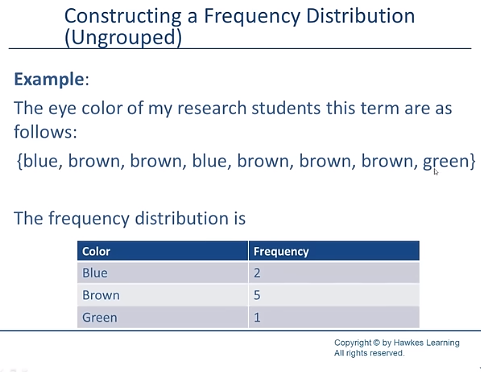 Constructing a Frequency Distribution
(Ungrouped)
Example:
The eye color of my research students this term are as
follows:
{blue, brown, brown, blue, brown, brown, brown, green}
The frequency distribution is
Color Frequency
Blue 2
Brown 5
Green 1
Copyright © by Hawkes Learning
All rights reserved.